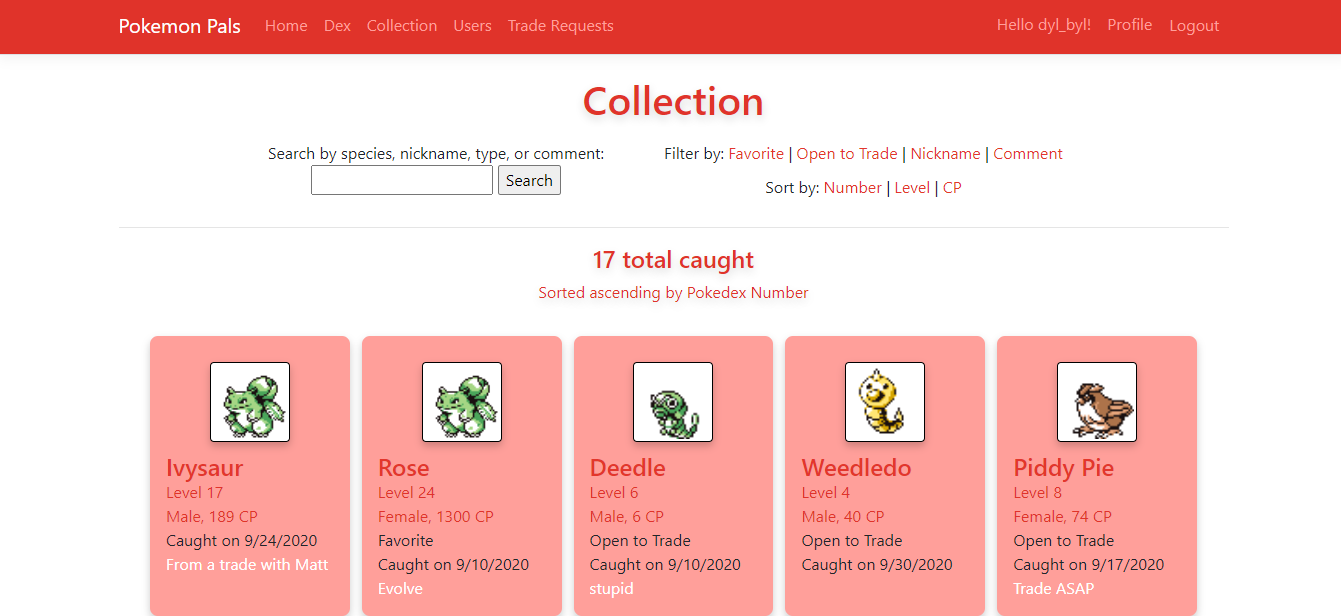 Pokemon Pals Home Dex Collection Users Trade Requests Hello dyl_byl! Profile Logout
Collection
Search by species, nickname, type, or comment:
Search
Filter by: Favorite | Open to Trade | Nickname | Comment
Sort by: Number | Level | CP
17 total caught
Sorted ascending by Pokedex Number
Ivysaur
Level 17
Male, 189 CP
Caught on 9/24/2020
From a trade with Matt
Rose
Level 24
Female, 1300 CP
Favorite
Caught on 9/10/2020
Evolve
Deedle
Level 6
Male, 6 CP
Open to Trade
Caught on 9/10/2020
stupid
Weedledo
Level 4
Male, 40 CP
Open to Trade
Caught on 9/30/2020
Piddy Pie
Level 8
Female, 74 CP
Open to Trade
Caught on 9/17/2020
Trade ASAP